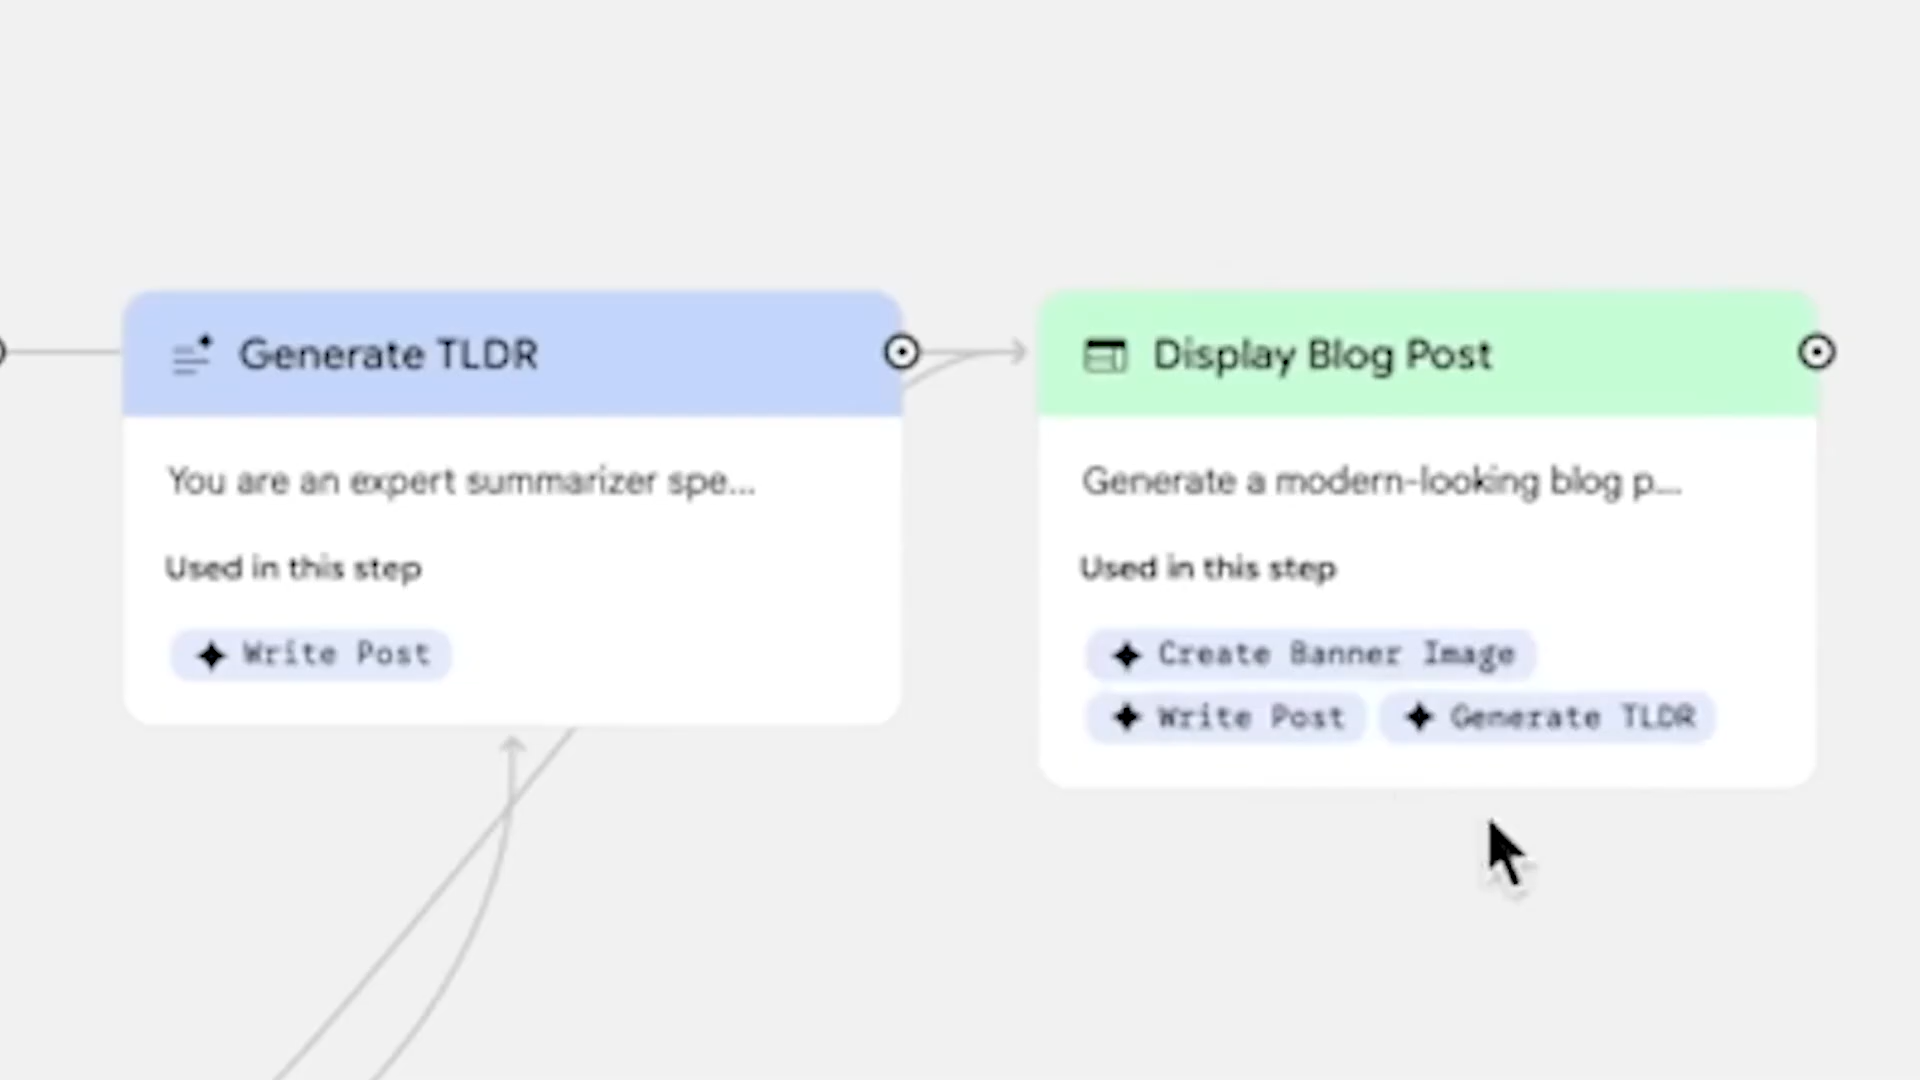 Generate TLDR
You are an expert summarizer spe...
Used in this step
Write Post
Display Blog Post
Generate a modern-looking blog p...
Used in this step
Create Banner Image
Write Post
Generate TLDR